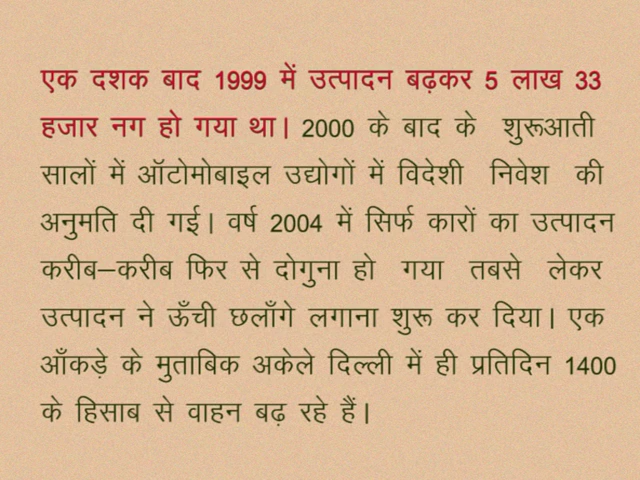 एक दशक बाद 1999 में उत्पादन बढ़कर 5 लाख 33
हजार नग हो गया था। 2000 के बाद के शुरूआती
सालों में ऑटोमोबाइल उद्योगों में विदेशी निवेश की
अनुमति दी गई। वर्ष 2004 में सिर्फ कारों का उत्पादन
करीब–करीब फिर से दोगुना हो गया तबसे लेकर
उत्पादन ने ऊँची छलाँगे लगाना शुरू कर दिया। एक
आँकड़े के मुताबिक अकेले दिल्ली में ही प्रतिदिन 1400
के हिसाब से वाहन बढ़ रहे हैं।